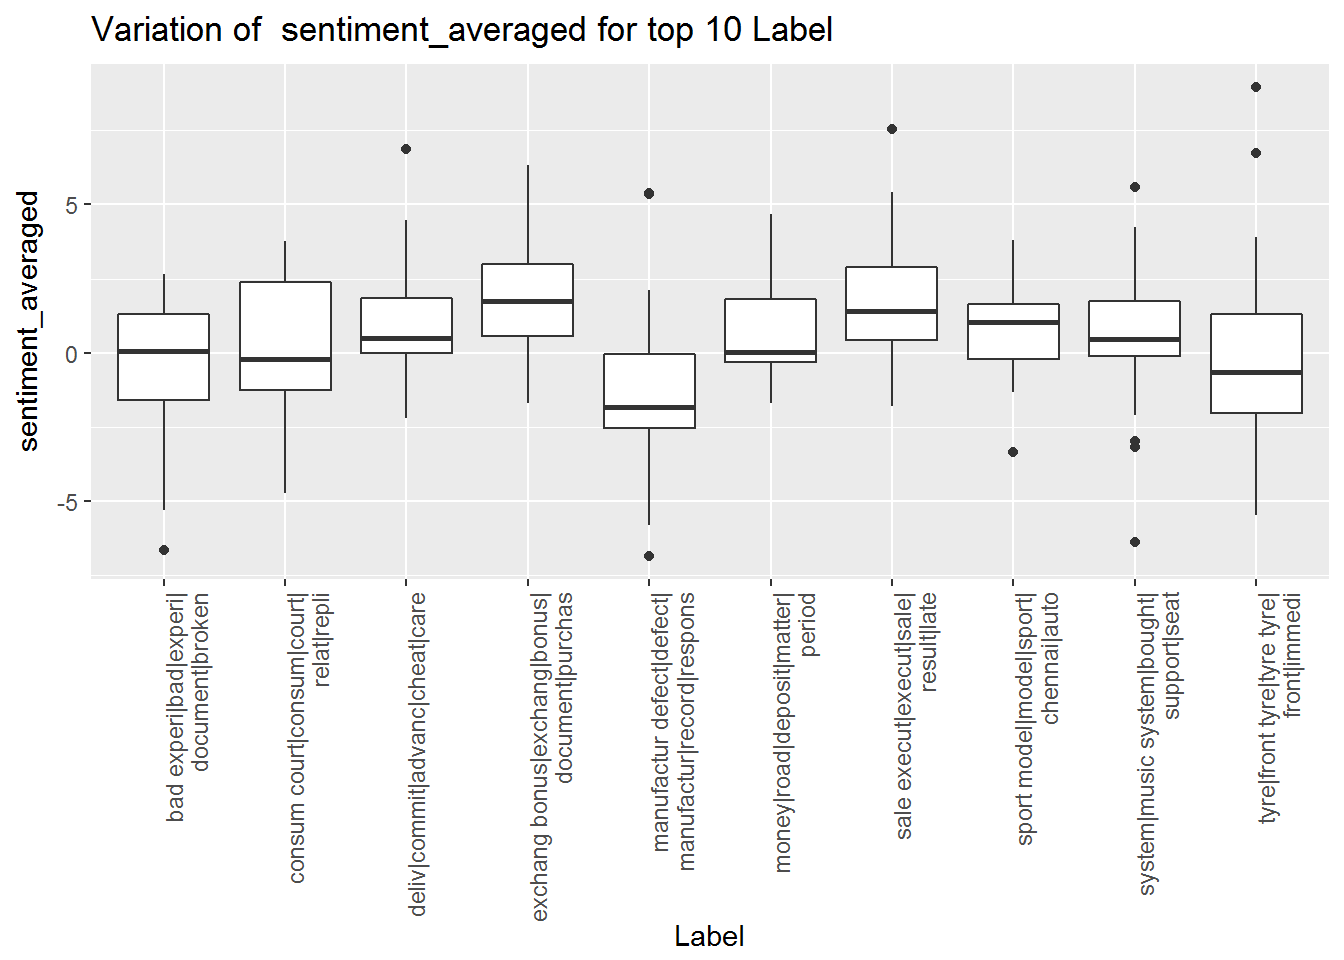 Variation of  sentiment_averaged for top 10 Label
sentiment_averaged
5
0
-5
bad experi|bad|experi|
document|broken
consum court|consum|court|
relat|repli
deliv|commit|advanc|cheat|care
exchang bonus|exchang|bonus|
document|purchas
manufactur defect|defect|
manufactur|record|respons
money|road|deposit|matter|
period
sale execut|execut|sale|
result|late
sport model|model|sport|
chennai|auto
system|music system|bought|
support|seat
tyre|front tyre|tyre tyre|
front|immedi
Label